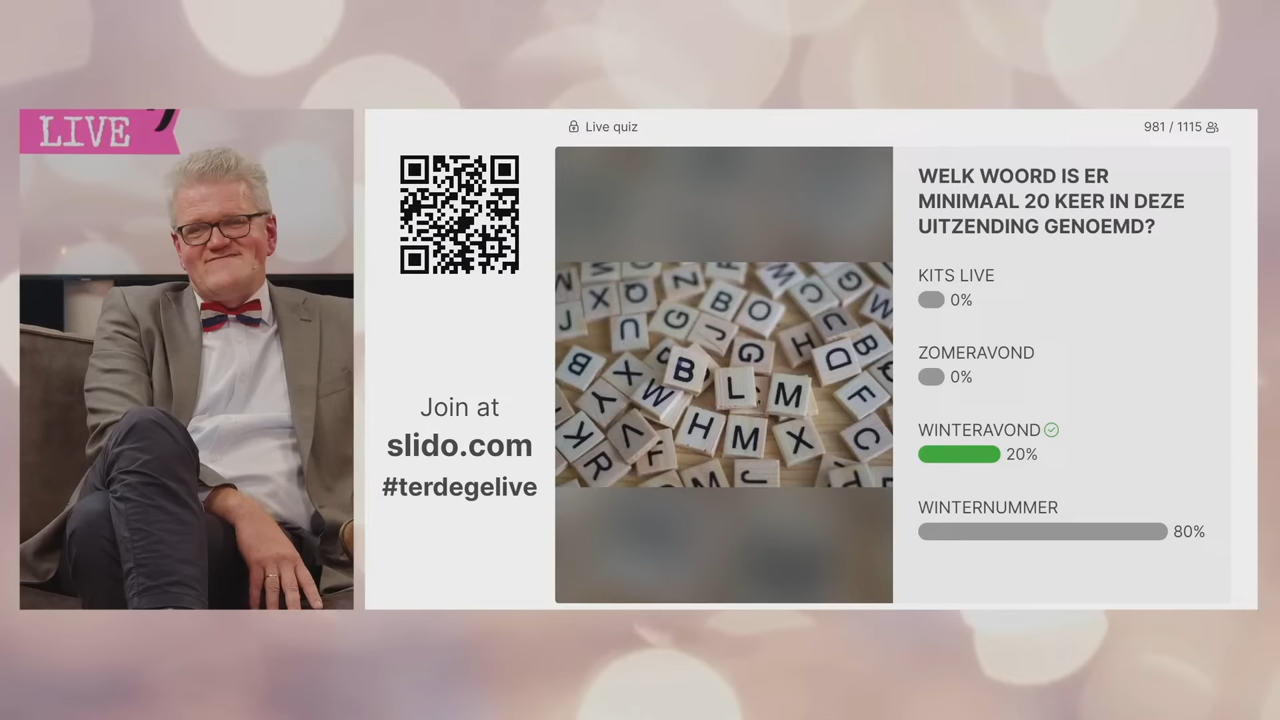 LIVE
Live quiz
981 / 1115
WELK WOORD IS ER
MINIMAAL 20 KEER IN DEZE
UITZENDING GENOEMD?
KITS LIVE
0%
ZOMERAVOND
0%
WINTERAVOND
20%
WINTERNUMMER
80%
Join at
slido.com
#terdegelive